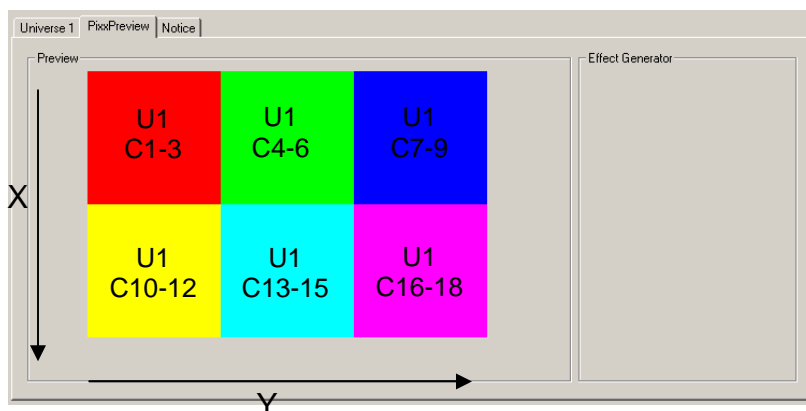 Universe 1 PixxPreview Notice
Preview
Effect Generator
U1
C1-3
U1
C4-6
U1
C7-9
X
U1
C10-12
U1
C13-15
U1
C16-18
Y